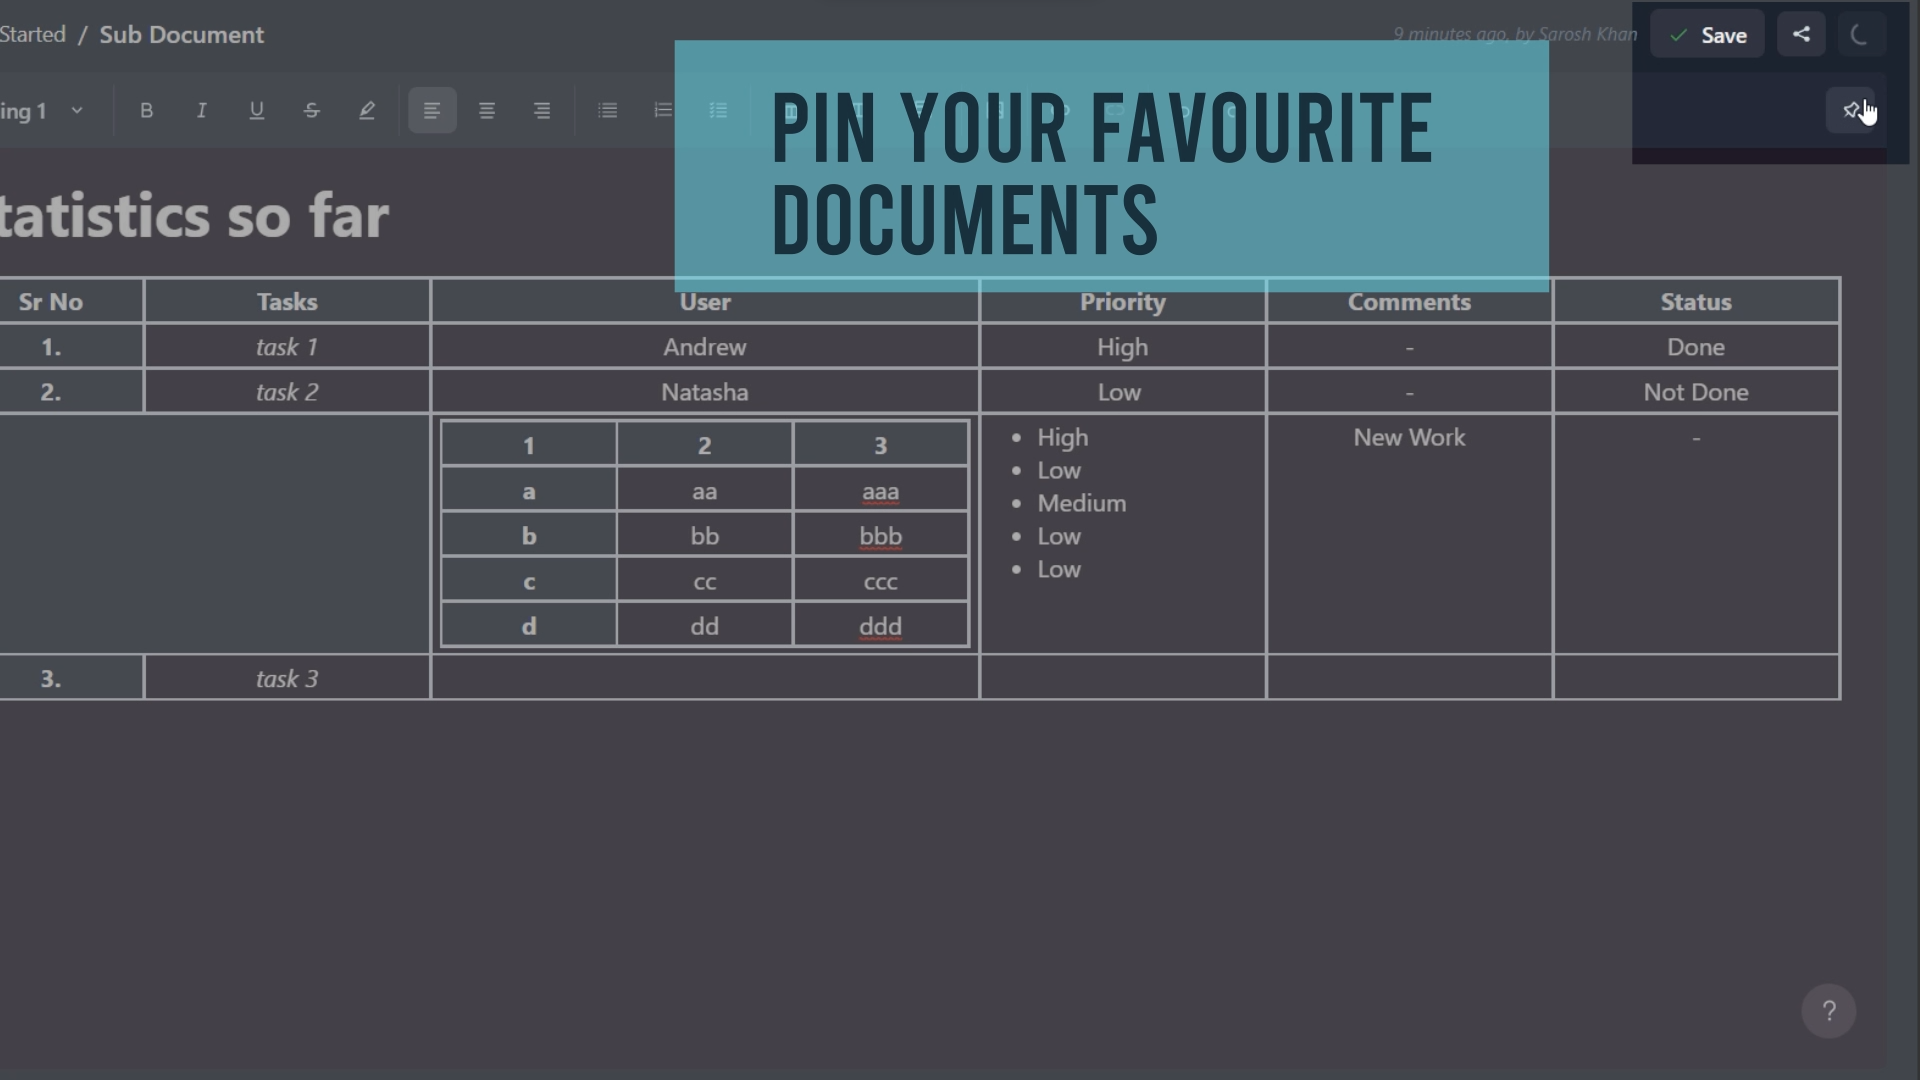 Started / Sub Document
9 minutes ago, by Sarosh Khan
Save
ing 1
B I U S
PIN YOUR FAVOURITE
DOCUMENTS
tatistics so far
Sr No Tasks User Priority Comments Status
1. task 1 Andrew High - Done
2. task 2 Natasha Low - Not Done
1 2 3
a aa aaa
b bb bbb
c cc ccc
d dd ddd
• High
• Low
• Medium
• Low
• Low
New Work
-
3. task 3
?